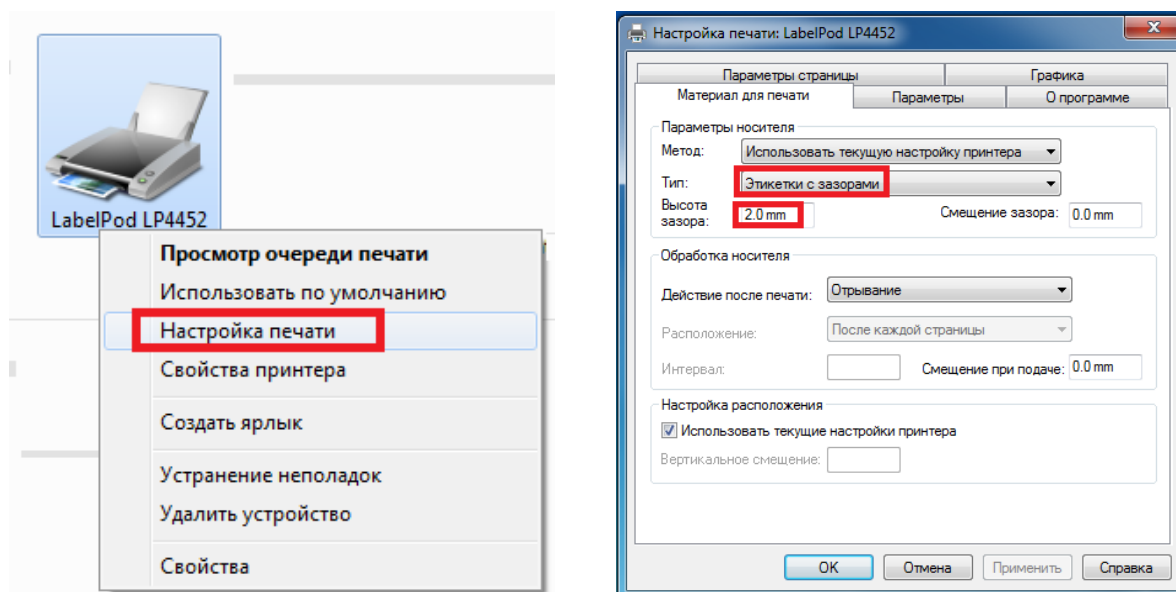 LabelPod LP4452
Просмотр очереди печати
Использовать по умолчанию
Настройка печати
Свойства принтера
Создать ярлык
Устранение неполадок
Удалить устройство
Свойства
Настройка печати: LabelPod LP4452
Параметры страницы Графика
Материал для печати Параметры О программе
Параметры носителя
Метод: Использовать текущую настройку принтера
Тип: Этикетки с зазорами
Высота зазора: 2.0 mm Смещение зазора: 0.0 mm
Обработка носителя
Действие после печати: Отрывание
Расположение: После каждой страницы
Интервал: Смещение при подаче: 0.0 mm
Настройка расположения
Использовать текущие настройки принтера
Вертикальное смещение:
OK Отмена Применить Справка